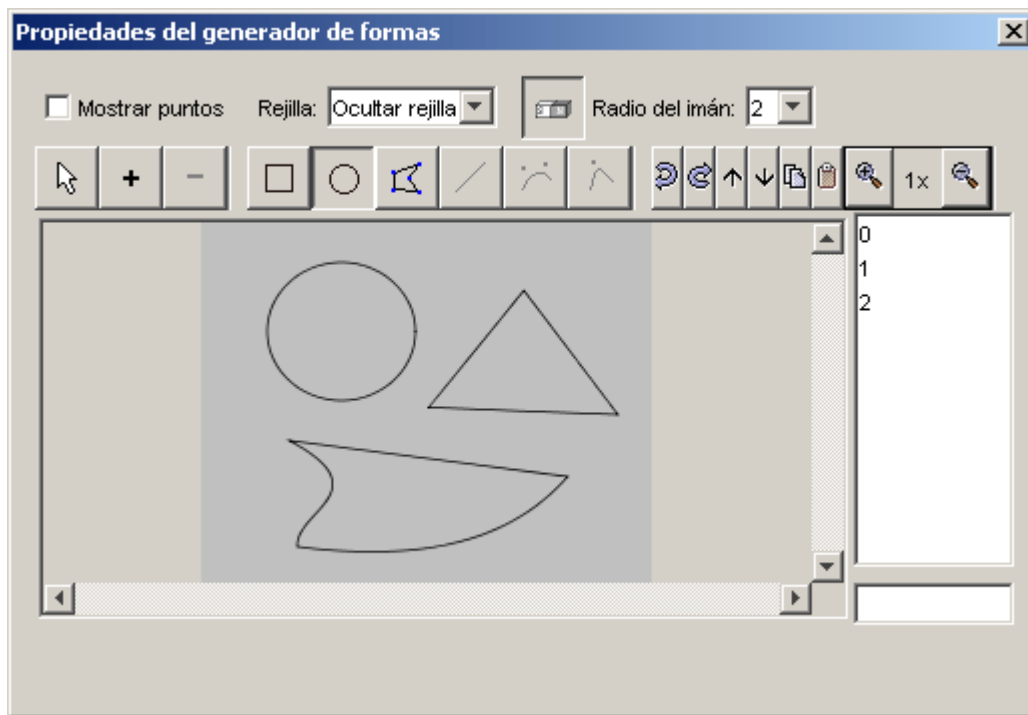 Propiedades del generador de formas
Mostrar puntos Rejilla: Ocultar rejilla Radio del imán: 2
1x
0
1
2